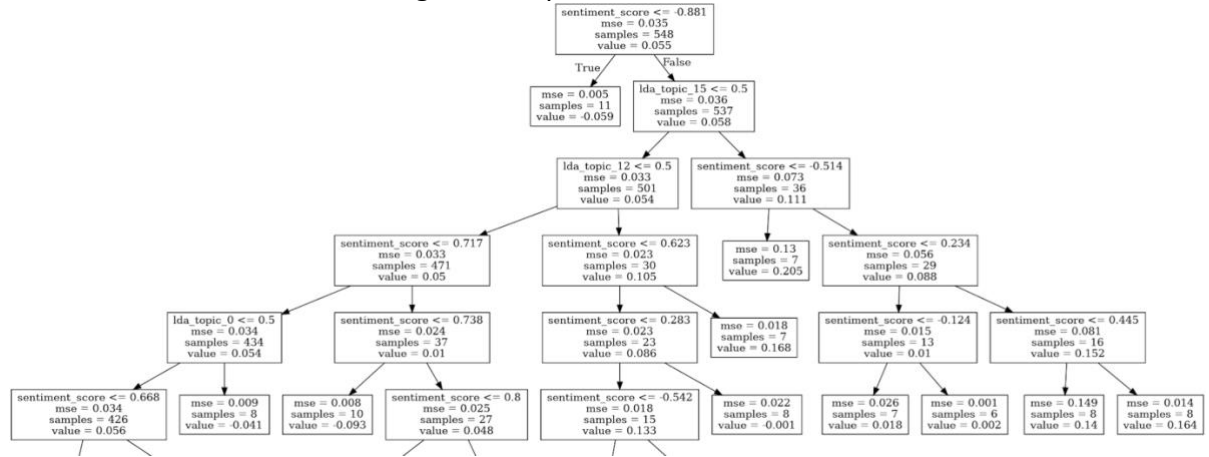 sentiment_score <= -0.881
mse = 0.035
samples = 548
value = 0.055
True
False
mse = 0.005
samples = 11
value = -0.059
lda_topic_15 <= 0.5
mse = 0.036
samples = 537
value = 0.058
lda_topic_12 <= 0.5
mse = 0.033
samples = 501
value = 0.054
sentiment_score <= -0.514
mse = 0.073
samples = 36
value = 0.111
sentiment_score <= 0.717
mse = 0.033
samples = 471
value = 0.05
sentiment_score <= 0.623
mse = 0.023
samples = 30
value = 0.105
mse = 0.13
samples = 7
value = 0.205
sentiment_score <= 0.234
mse = 0.056
samples = 29
value = 0.088
lda_topic_0 <= 0.5
mse = 0.034
samples = 434
value = 0.054
sentiment_score <= 0.738
mse = 0.024
samples = 37
value = 0.01
sentiment_score <= 0.283
mse = 0.023
samples = 23
value = 0.086
mse = 0.018
samples = 7
value = 0.168
sentiment_score <= -0.124
mse = 0.015
samples = 13
value = 0.01
sentiment_score <= 0.445
mse = 0.081
samples = 16
value = 0.152
sentiment_score <= 0.668
mse = 0.034
samples = 426
value = 0.056
mse = 0.009
samples = 8
value = -0.041
mse = 0.008
samples = 10
value = -0.093
sentiment_score <= 0.8
mse = 0.025
samples = 27
value = 0.048
sentiment_score <= -0.542
mse = 0.018
samples = 15
value = 0.133
mse = 0.022
samples = 8
value = -0.001
mse = 0.026
samples = 7
value = 0.018
mse = 0.001
samples = 6
value = 0.002
mse = 0.149
samples = 8
value = 0.14
mse = 0.014
samples = 8
value = 0.164